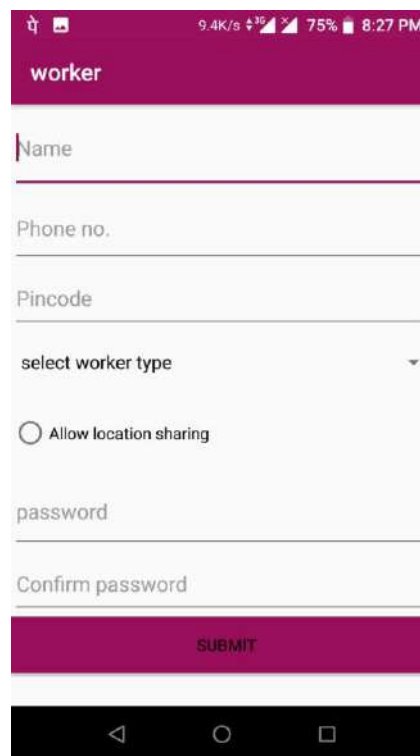 पे 9.4K/s 3G 75% 8:27 PM
worker
Name
Phone no.
Pincode
select worker type
Allow location sharing
password
Confirm password
SUBMIT